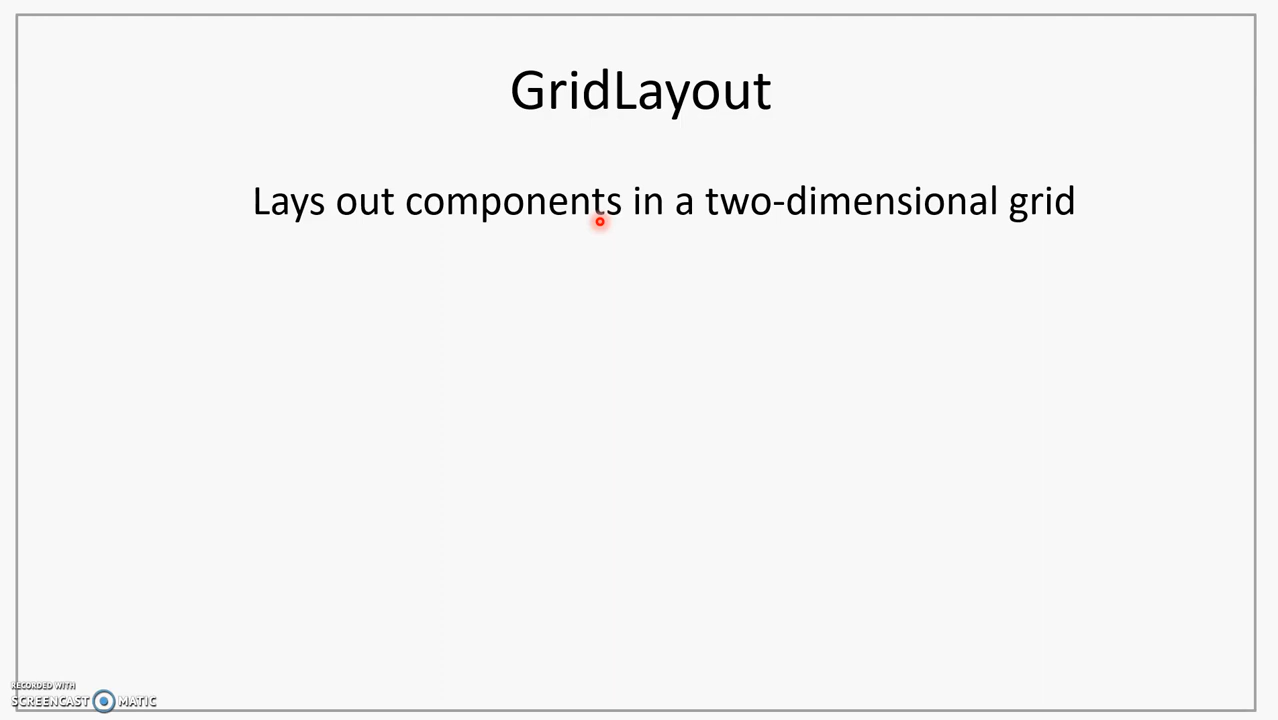 GridLayout
Lays out components in a two-dimensional grid
RECORDED WITH
SCREENCAST MATIC